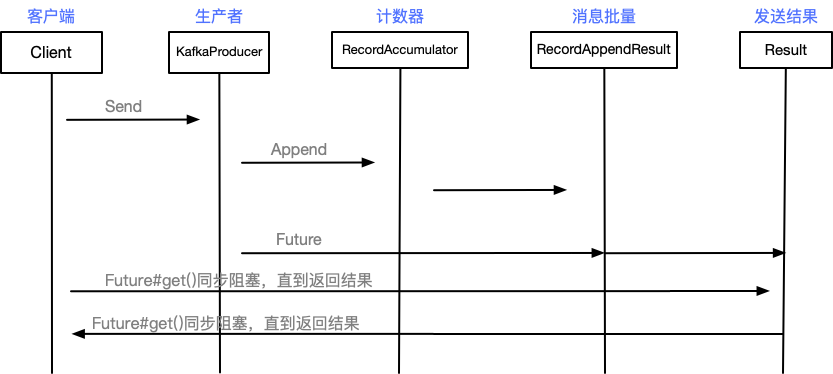 客户端
生产者
计数器
消息批量
发送结果
Client
KafkaProducer
RecordAccumulator
RecordAppendResult
Result
Send
Append
Future
Future#get()同步阻塞，直到返回结果
Future#get()同步阻塞，直到返回结果